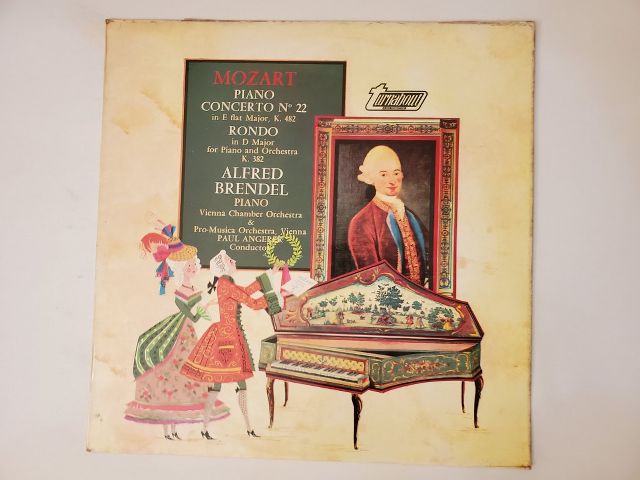 MOZART
PIANO
CONCERTO Nº 22
in E flat Major, K. 482
RONDO
in D Major
for Piano and Orchestra
K. 382
ALFRED
BRENDEL
PIANO
Vienna Chamber Orchestra
&
Pro-Musica Orchestra, Vienna
PAUL ANGERER
Conductor
turnabout